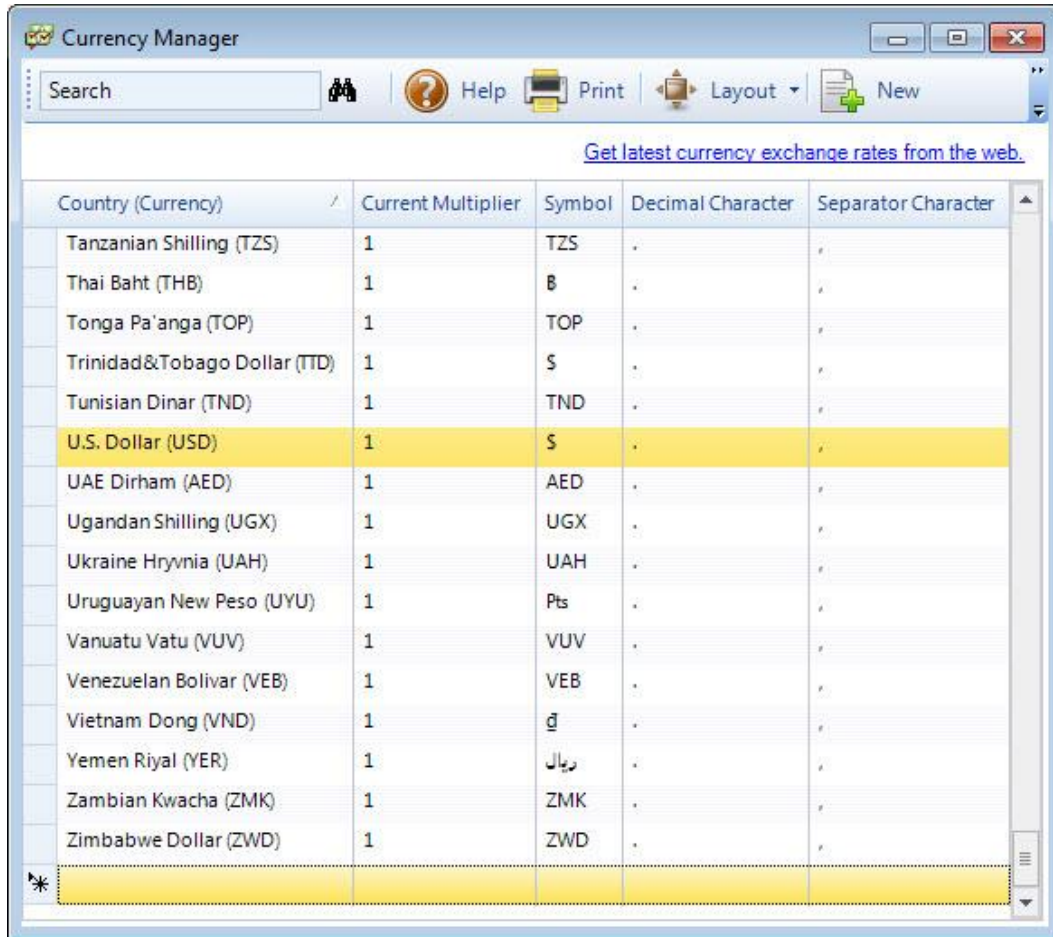 Currency Manager
Search Help Print Layout New
Get latest currency exchange rates from the web.
Country (Currency) Current Multiplier Symbol Decimal Character Separator Character
Tanzanian Shilling (TZS) 1 TZS . ,
Thai Baht (THB) 1 ฿ . ,
Tonga Pa'anga (TOP) 1 TOP . ,
Trinidad&Tobago Dollar (TTD) 1 $ . ,
Tunisian Dinar (TND) 1 TND . ,
U.S. Dollar (USD) 1 $ . ,
UAE Dirham (AED) 1 AED . ,
Ugandan Shilling (UGX) 1 UGX . ,
Ukraine Hryvnia (UAH) 1 UAH . ,
Uruguayan New Peso (UYU) 1 Pts . ,
Vanuatu Vatu (VUV) 1 VUV . ,
Venezuelan Bolivar (VEB) 1 VEB . ,
Vietnam Dong (VND) 1 ₫ . ,
Yemen Riyal (YER) 1 ريال . ,
Zambian Kwacha (ZMK) 1 ZMK . ,
Zimbabwe Dollar (ZWD) 1 ZWD . ,